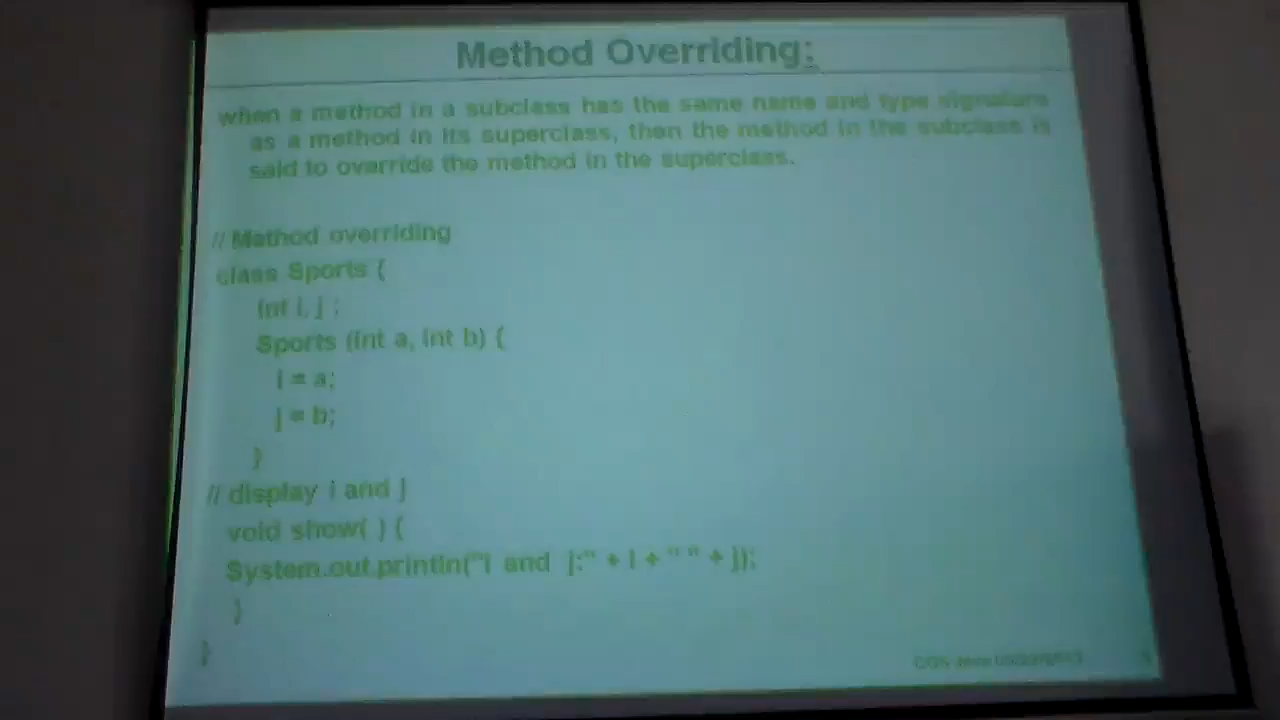 Method Overriding:
when a method in a subclass has the same name and type signature
as a method in its superclass, then the method in the subclass is
said to override the method in the superclass.
// Method overriding
class Sports {
int i, j ;
Sports (int a, int b) {
i = a;
j = b;
}
// display i and j
void show( ) {
System.out.println("i and j:" + i + " " + j);
}
}